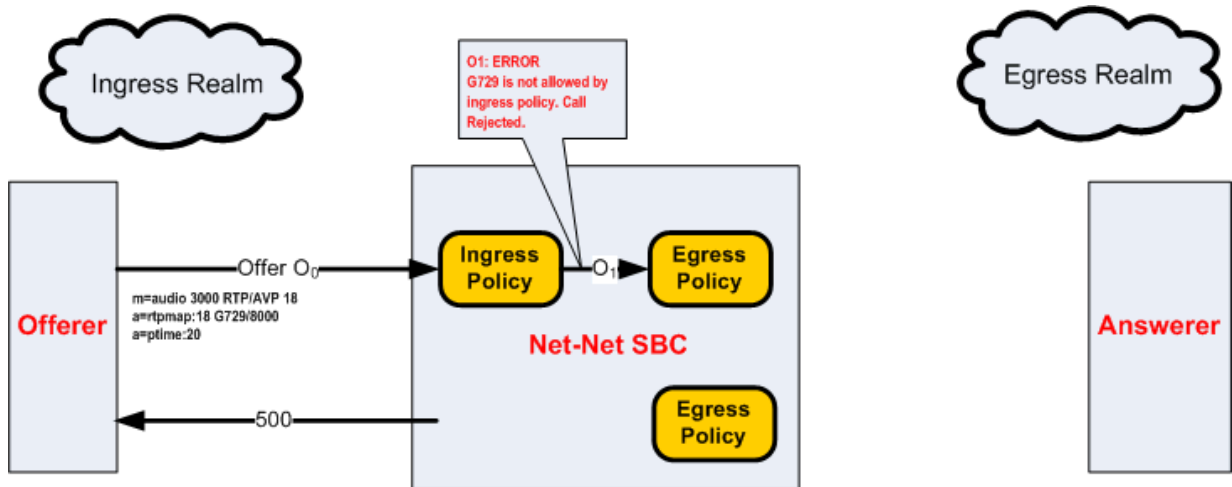 Ingress Realm
O1: ERROR
G729 is not allowed by
ingress policy. Call
Rejected.
Egress Realm
Offerer
Offer O₀
m=audio 3000 RTP/AVP 18
a=rtpmap:18 G729/8000
a=ptime:20
500
Ingress
Policy
O₁
Egress
Policy
Net-Net SBC
Egress
Policy
Answerer